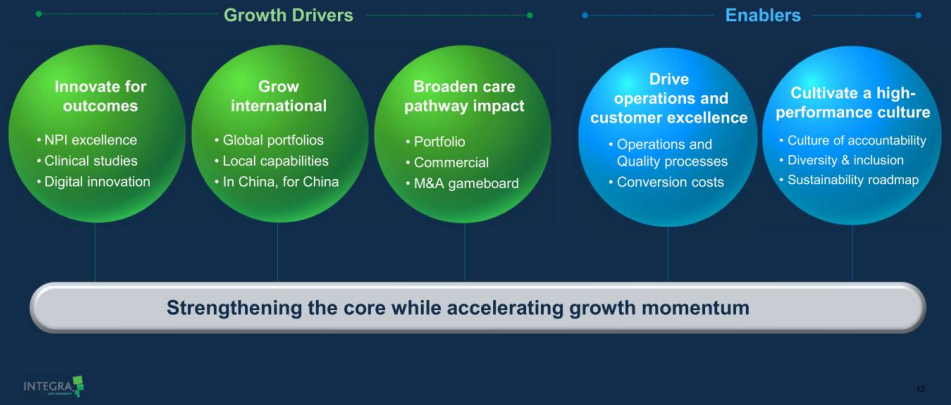 Growth Drivers
Enablers
Innovate for
outcomes
• NPI excellence
• Clinical studies
• Digital innovation
Grow
international
• Global portfolios
• Local capabilities
• In China, for China
Broaden care
pathway impact
• Portfolio
• Commercial
• M&A gameboard
Drive
operations and
customer excellence
• Operations and
Quality processes
• Conversion costs
Cultivate a high-
performance culture
• Culture of accountability
• Diversity & inclusion
• Sustainability roadmap
Strengthening the core while accelerating growth momentum
INTEGRA
12